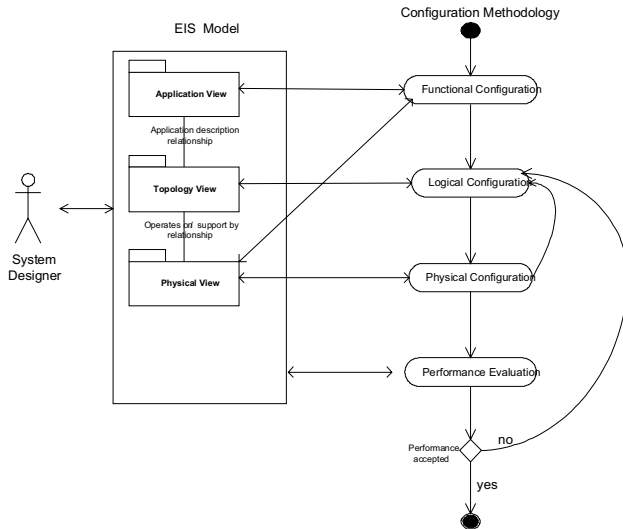 Configuration Methodology
EIS Model
Application View
Functional Configuration
Application description
relationship
Topology View
Logical Configuration
Operates on/ support by
relationship
System
Designer
Physical View
Physical Configuration
Performance Evaluation
Performance
accepted
no
yes